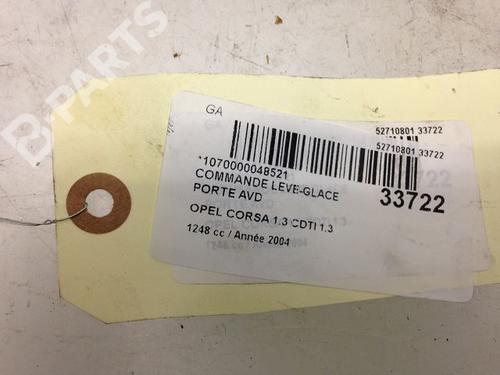 B-PARTS
GA
52710801 33722
52710801 33722
*1070000048521
COMMANDE LEVE-GLACE
PORTE AVD
33722
OPEL CORSA 1.3 CDTI 1.3
1248 cc / Année 2004